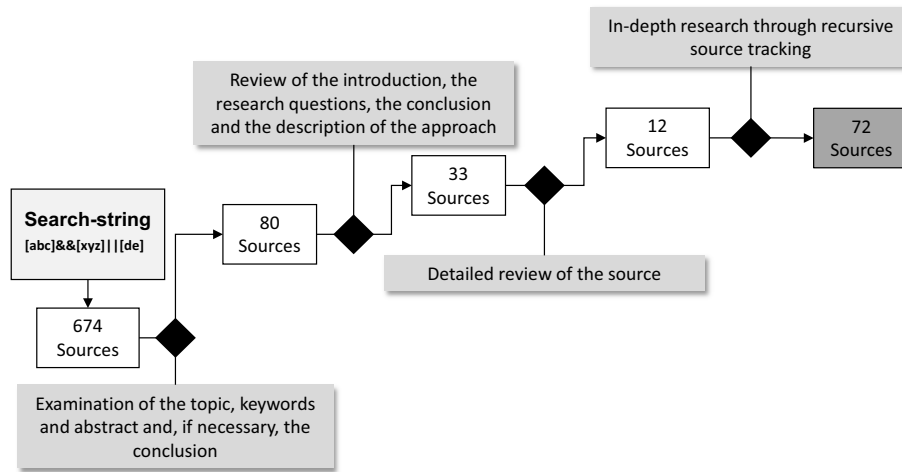 In-depth research through recursive
source tracking
Review of the introduction, the
research questions, the conclusion
and the description of the approach
12
Sources
72
Sources
33
Sources
Search-string
[abc]&&[xyz]||[de]
80
Sources
Detailed review of the source
674
Sources
Examination of the topic, keywords
and abstract and, if necessary, the
conclusion